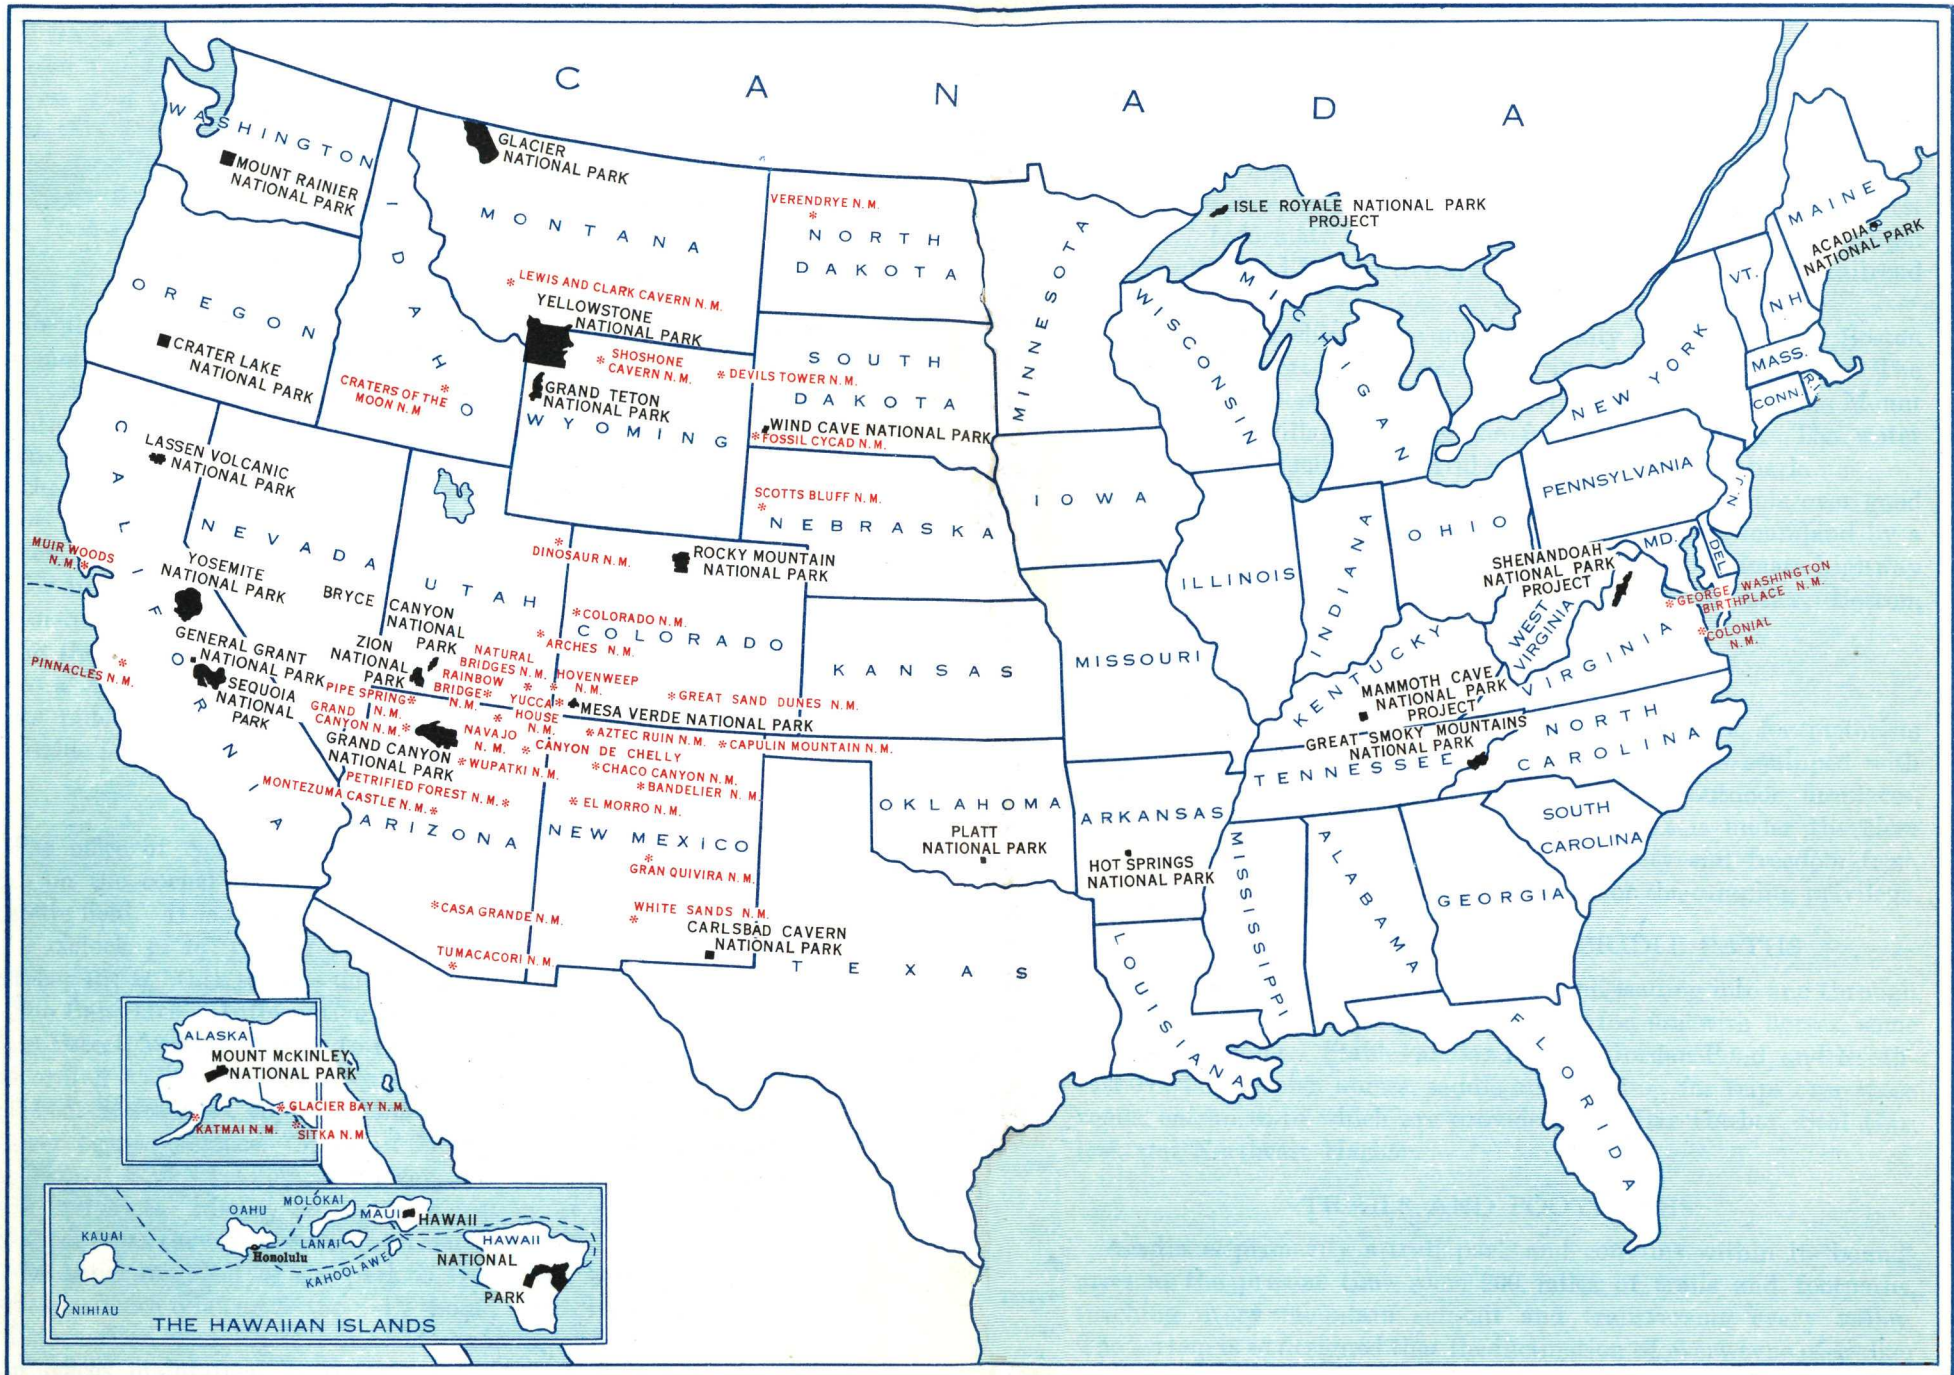 C A N A D A
WASHINGTON
MOUNT RAINIER
NATIONAL PARK
GLACIER
NATIONAL PARK
MONTANA
IDAHO
OREGON
CRATER LAKE
NATIONAL PARK
CRATERS OF THE
MOON N.M
LEWIS AND CLARK CAVERN N.M.
YELLOWSTONE
NATIONAL PARK
SHOSHONE
CAVERN N.M.
GRAND TETON
NATIONAL PARK
WYOMING
DEVILS TOWER N.M.
VERENDRYE N.M.
NORTH
DAKOTA
SOUTH
DAKOTA
WIND CAVE NATIONAL PARK
FOSSIL CYCAD N.M.
SCOTTS BLUFF N.M.
NEBRASKA
MINNESOTA
ISLE ROYALE NATIONAL PARK
PROJECT
WISCONSIN
MICHIGAN
IOWA
ILLINOIS
INDIANA
OHIO
MAINE
ACADIA
NATIONAL PARK
VT.
NH
MASS.
CONN.
R.I.
NEW YORK
PENNSYLVANIA
N.J.
MD.
DEL
SHENANDOAH
NATIONAL PARK
PROJECT
WEST
VIRGINIA
VIRGINIA
GEORGE WASHINGTON
BIRTHPLACE N.M.
COLONIAL
N.M.
KENTUCKY
MAMMOTH CAVE
NATIONAL PARK
PROJECT
GREAT SMOKY MOUNTAINS
NATIONAL PARK
TENNESSEE
NORTH
CAROLINA
SOUTH
CAROLINA
GEORGIA
ALABAMA
MISSISSIPPI
FLORIDA
LOUISIANA
ARKANSAS
HOT SPRINGS
NATIONAL PARK
MISSOURI
KANSAS
OKLAHOMA
PLATT
NATIONAL PARK
TEXAS
CALIFORNIA
LASSEN VOLCANIC
NATIONAL PARK
NEVADA
MUIR WOODS
N.M.
YOSEMITE
NATIONAL PARK
GENERAL GRANT
NATIONAL PARK
SEQUOIA
NATIONAL
PARK
PINNACLES N.M.
UTAH
BRYCE CANYON
NATIONAL
PARK
ZION
NATIONAL
PARK
DINOSAUR N.M.
ROCKY MOUNTAIN
NATIONAL PARK
COLORADO N.M.
COLORADO
ARCHES N.M.
NATURAL
BRIDGES N.M.
HOVENWEEP
N.M.
RAINBOW
BRIDGE
N.M.
YUCCA
HOUSE
N.M.
GREAT SAND DUNES N.M.
MESA VERDE NATIONAL PARK
PIPE SPRING
N.M.
GRAND
CANYON N.M.
GRAND CANYON
NATIONAL PARK
NAVAJO
N.M.
AZTEC RUIN N.M.
CAPULIN MOUNTAIN N.M.
CANYON DE CHELLY
WUPATKI N.M.
CHACO CANYON N.M.
BANDELIER N.M.
PETRIFIED FOREST N.M.
MONTEZUMA CASTLE N.M.
EL MORRO N.M.
ARIZONA
NEW MEXICO
GRAN QUIVIRA N.M.
CASA GRANDE N.M.
WHITE SANDS N.M.
CARLSBAD CAVERN
NATIONAL PARK
TUMACACORI N.M.
ALASKA
MOUNT McKINLEY
NATIONAL PARK
GLACIER BAY N.M.
KATMAI N.M.
SITKA N.M.
KAUAI
NIHIAU
OAHU
Honolulu
MOLOKAI
LANAI
MAUI
KAHOOLAWE
HAWAII
HAWAII
NATIONAL
PARK
THE HAWAIIAN ISLANDS